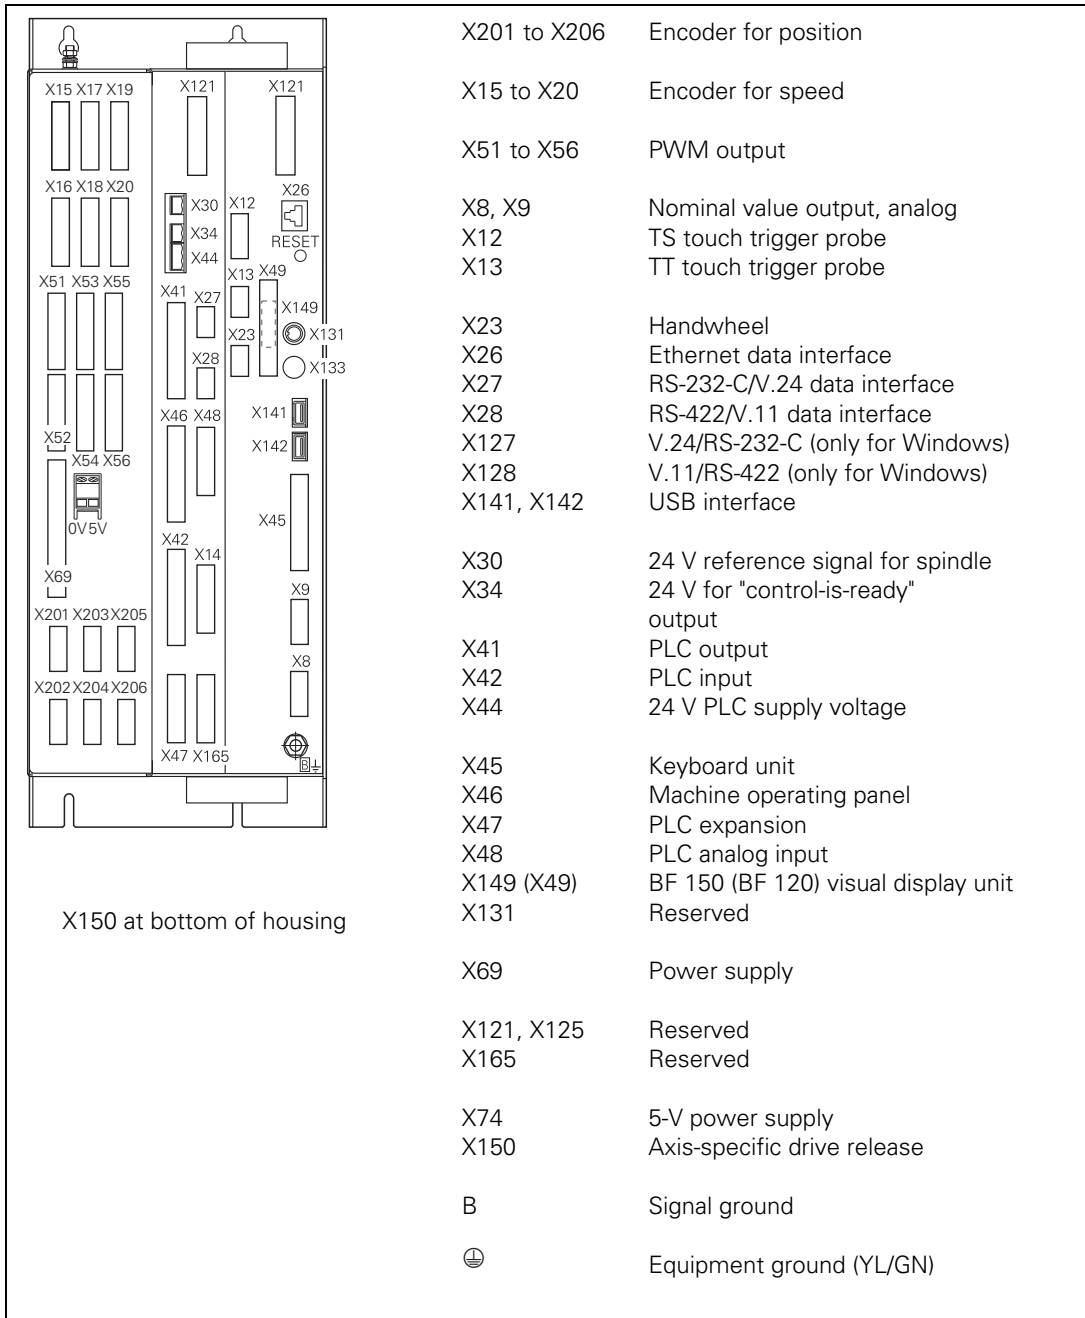 X15 X17 X19
X121
X121
X16 X18 X20
X30
X12
X26
X34
RESET
X44
X51 X53 X55
X13 X49
X41
X27
X149
X23
X131
X28
X133
X46 X48
X141
X52
X142
X54 X56
X45
0V 5V
X42
X14
X69
X9
X201 X203 X205
X8
X202 X204 X206
X47 X165
B
X150 at bottom of housing
X201 to X206 Encoder for position
X15 to X20 Encoder for speed
X51 to X56 PWM output
X8, X9 Nominal value output, analog
X12 TS touch trigger probe
X13 TT touch trigger probe
X23 Handwheel
X26 Ethernet data interface
X27 RS-232-C/V.24 data interface
X28 RS-422/V.11 data interface
X127 V.24/RS-232-C (only for Windows)
X128 V.11/RS-422 (only for Windows)
X141, X142 USB interface
X30 24 V reference signal for spindle
X34 24 V for "control-is-ready"
output
X41 PLC output
X42 PLC input
X44 24 V PLC supply voltage
X45 Keyboard unit
X46 Machine operating panel
X47 PLC expansion
X48 PLC analog input
X149 (X49) BF 150 (BF 120) visual display unit
X131 Reserved
X69 Power supply
X121, X125 Reserved
X165 Reserved
X74 5-V power supply
X150 Axis-specific drive release
B Signal ground
Equipment ground (YL/GN)